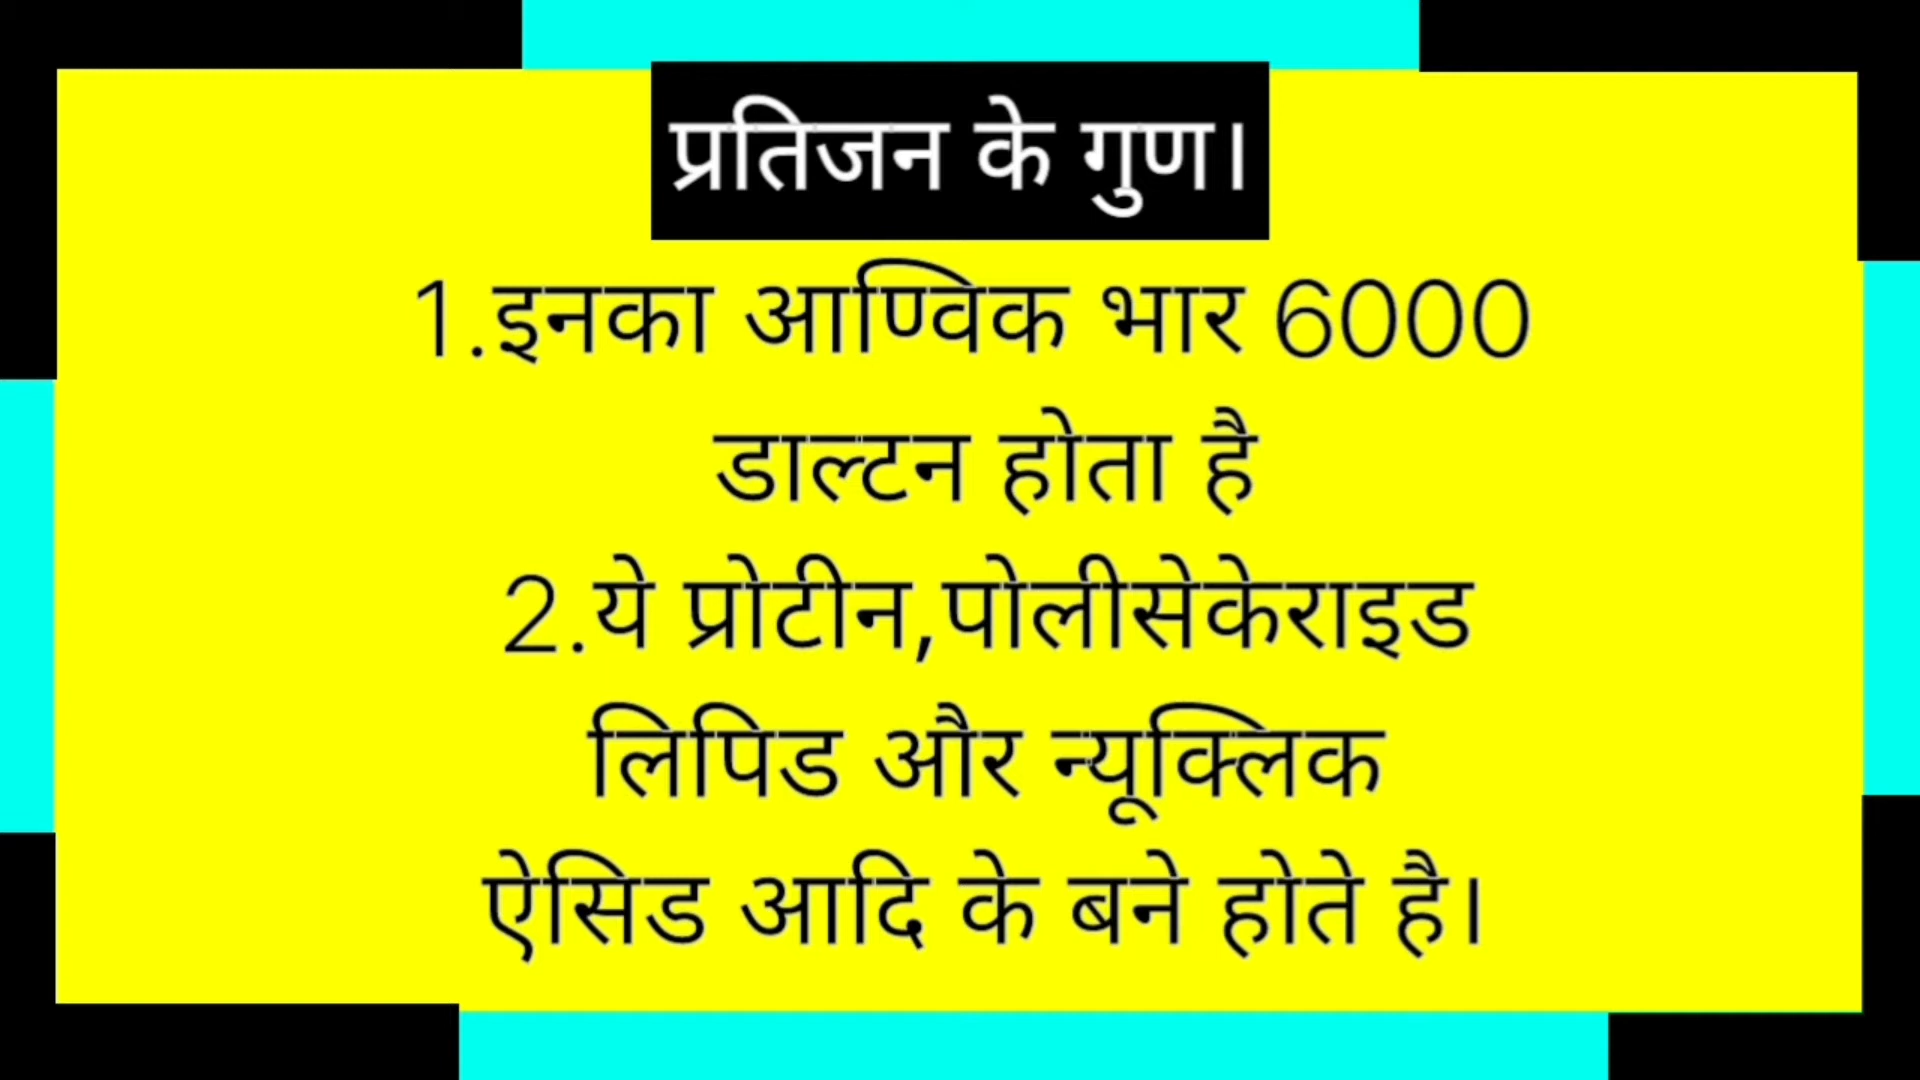 प्रतिजन के गुण।
1.इनका आण्विक भार 6000
डाल्टन होता है
2.ये प्रोटीन,पोलीसेकेराइड
लिपिड और न्यूक्लिक
ऐसिड आदि के बने होते है।